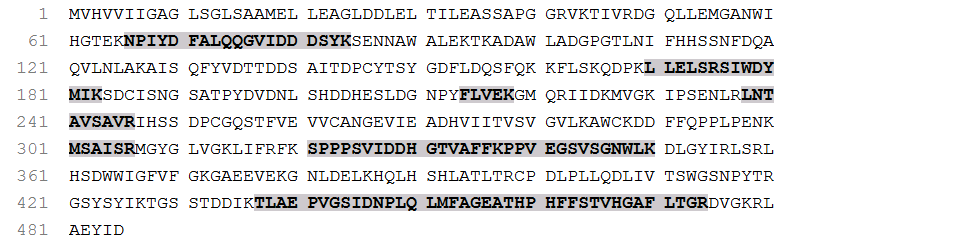 1 MVHVVIIGAG LSGLSAAMEL LEAGLDDLEL TILEASSAPG GRVKTIVRDG QLLEMGANWI
61 HGTEKNPIYD FALQQGVIDD DSYKSENNAW ALEKTKADAW LADGPGTLNI FHHSSNFDQA
121 QVLNLAKAIS QFYVDTTDDS AITDPCYTSY GDFLDQSFQK KFLSKQDPKL LELSRSIWDY
181 MIKSDCISNG SATPYDVDNL SHDDHESLDG NPYFLVEKGM QRIIDKMVGK IPSENLRLNT
241 AVSAVRIHSS DPCGQSTFVE VVCANGEVIE ADHVIITVSV GVLKAWCKDD FFQPPLPENK
301 MSAISRMGYG LVGKLIFRFK SPPPSVIDDH GTVAFFKPPV EGSVSGNWLK DLGYIRLSRL
361 HSDWWIGFVF GKGAEEVEKG NLDELKHQLH SHLATLTRCP DLPLLQDLIV TSWGSNPYTR
421 GSYSYIKTGS STDDIKTLAE PVGSIDNPLQ LMFAGEATHP HFFSTVHGAF LTGRDVGKRL
481 AEYID